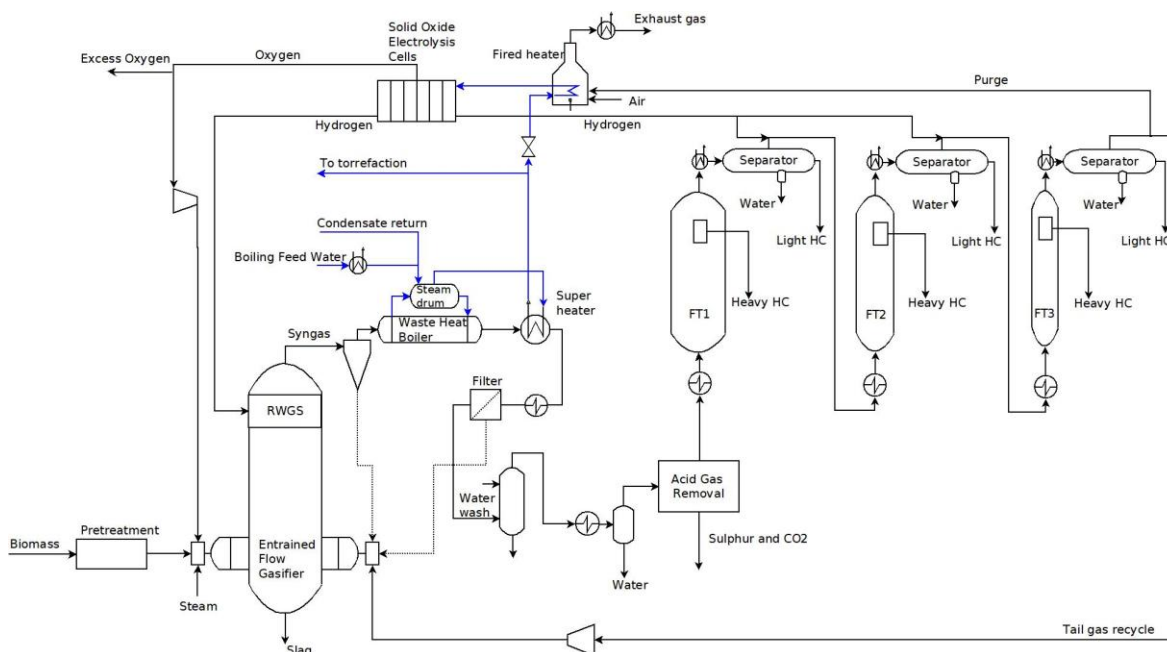 Exhaust gas
Solid Oxide
Electrolysis
Cells
Fired heater
Oxygen
Excess Oxygen
Purge
Air
Hydrogen
Hydrogen
To torrefaction
Separator
Separator
Separator
Water
Water
Water
Condensate return
Light HC
Light HC
Light HC
Boiling Feed Water
Steam
drum
Super
heater
Heavy HC
Heavy HC
Heavy HC
Waste Heat
Boiler
FT1
FT2
FT3
Syngas
Filter
RWGS
Water
wash
Acid Gas
Removal
Sulphur and CO2
Pretreatment
Biomass
Entrained
Flow
Gasifier
Water
Steam
Tail gas recycle
Slag